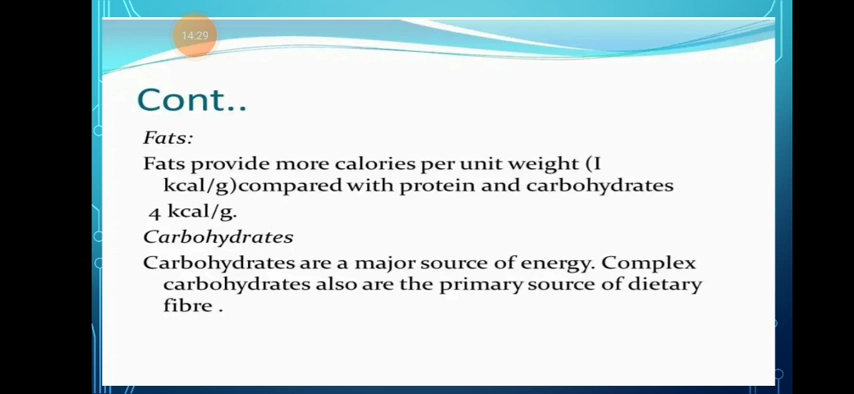 14:29
Cont..
Fats:
Fats provide more calories per unit weight (I
kcal/g)compared with protein and carbohydrates
4 kcal/g.
Carbohydrates
Carbohydrates are a major source of energy. Complex
carbohydrates also are the primary source of dietary
fibre .